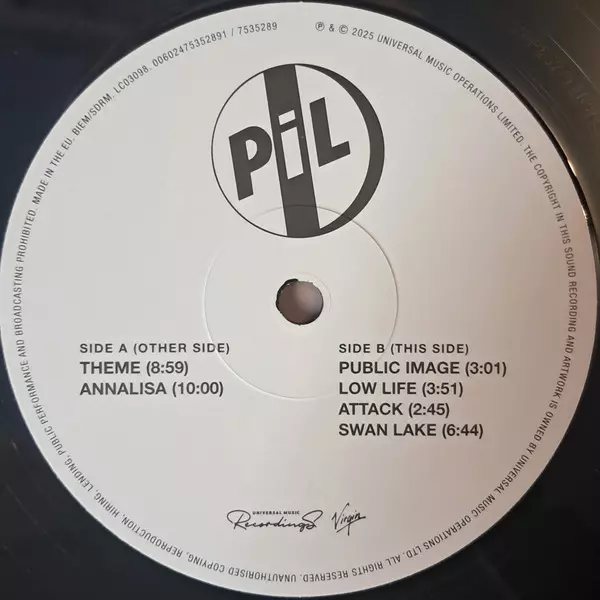 ℗ & © 2025 UNIVERSAL MUSIC OPERATIONS LIMITED. THE COPYRIGHT IN THIS SOUND RECORDING AND ARTWORK IS OWNED BY UNIVERSAL MUSIC OPERATIONS LTD. ALL RIGHTS RESERVED. UNAUTHORISED COPYING, REPRODUCTION, HIRING, LENDING, PUBLIC PERFORMANCE AND BROADCASTING PROHIBITED. MADE IN THE EU. BIEM/SDRM. LC03098. 00602475352891 / 7535289
PiL
SIDE A (OTHER SIDE)
THEME (8:59)
ANNALISA (10:00)
SIDE B (THIS SIDE)
PUBLIC IMAGE (3:01)
LOW LIFE (3:51)
ATTACK (2:45)
SWAN LAKE (6:44)
UNIVERSAL MUSIC
Recordings
Virgin